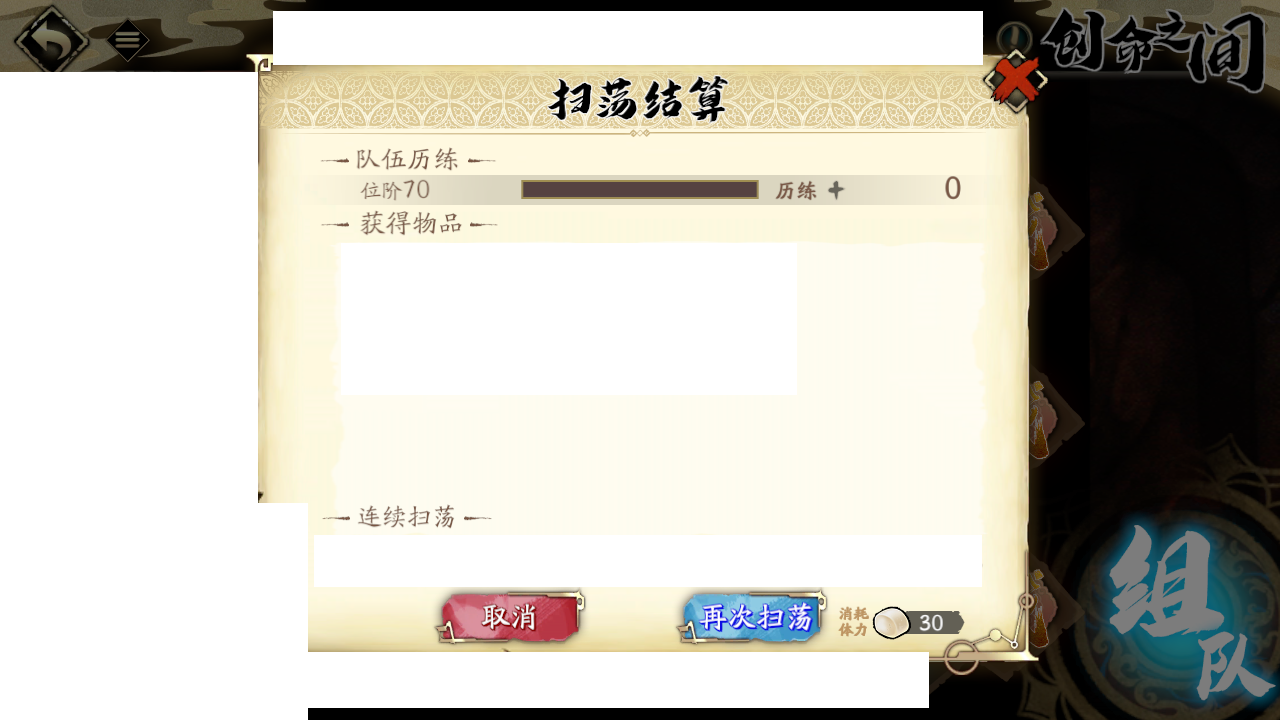 创命之间
扫荡结算
队伍历练
位阶70 历练 + 0
获得物品
连续扫荡
取消
再次扫荡
消耗
体力
30
组队